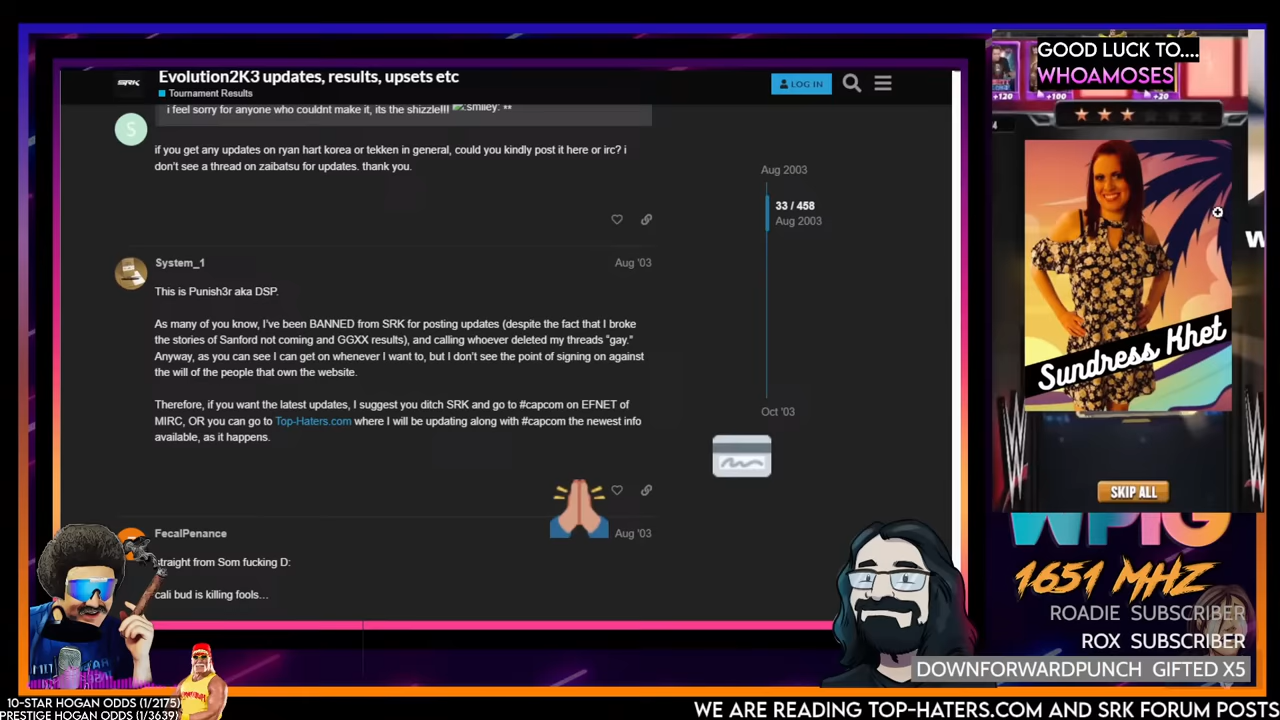 SRK
Evolution2K3 updates, results, upsets etc
Tournament Results
LOG IN
i feel sorry for anyone who couldnt make it, its the shizzle!!! :smiley: **
S
if you get any updates on ryan hart korea or tekken in general, could you kindly post it here or irc? i
don't see a thread on zaibatsu for updates. thank you.
Aug 2003
33 / 458
Aug 2003
Oct '03
System_1
Aug '03
This is Punish3r aka DSP.
As many of you know, I've been BANNED from SRK for posting updates (despite the fact that I broke
the stories of Sanford not coming and GGXX results), and calling whoever deleted my threads "gay."
Anyway, as you can see I can get on whenever I want to, but I don't see the point of signing on against
the will of the people that own the website.
Therefore, if you want the latest updates, I suggest you ditch SRK and go to #capcom on EFNET of
MIRC, OR you can go to Top-Haters.com where I will be updating along with #capcom the newest info
available, as it happens.
FecalPenance
Aug '03
straight from Som fucking D:
cali bud is killing fools...
GOOD LUCK TO....
WHOAMOSES
+120
+100
+20
Sundress Khet
SKIP ALL
WPIG
1651 MHZ
ROADIE SUBSCRIBER
ROX SUBSCRIBER
DOWNFORWARDPUNCH GIFTED X5
10-STAR HOGAN ODDS (1/2175)
PRESTIGE HOGAN ODDS (1/3639)
WE ARE READING TOP-HATERS.COM AND SRK FORUM POSTS